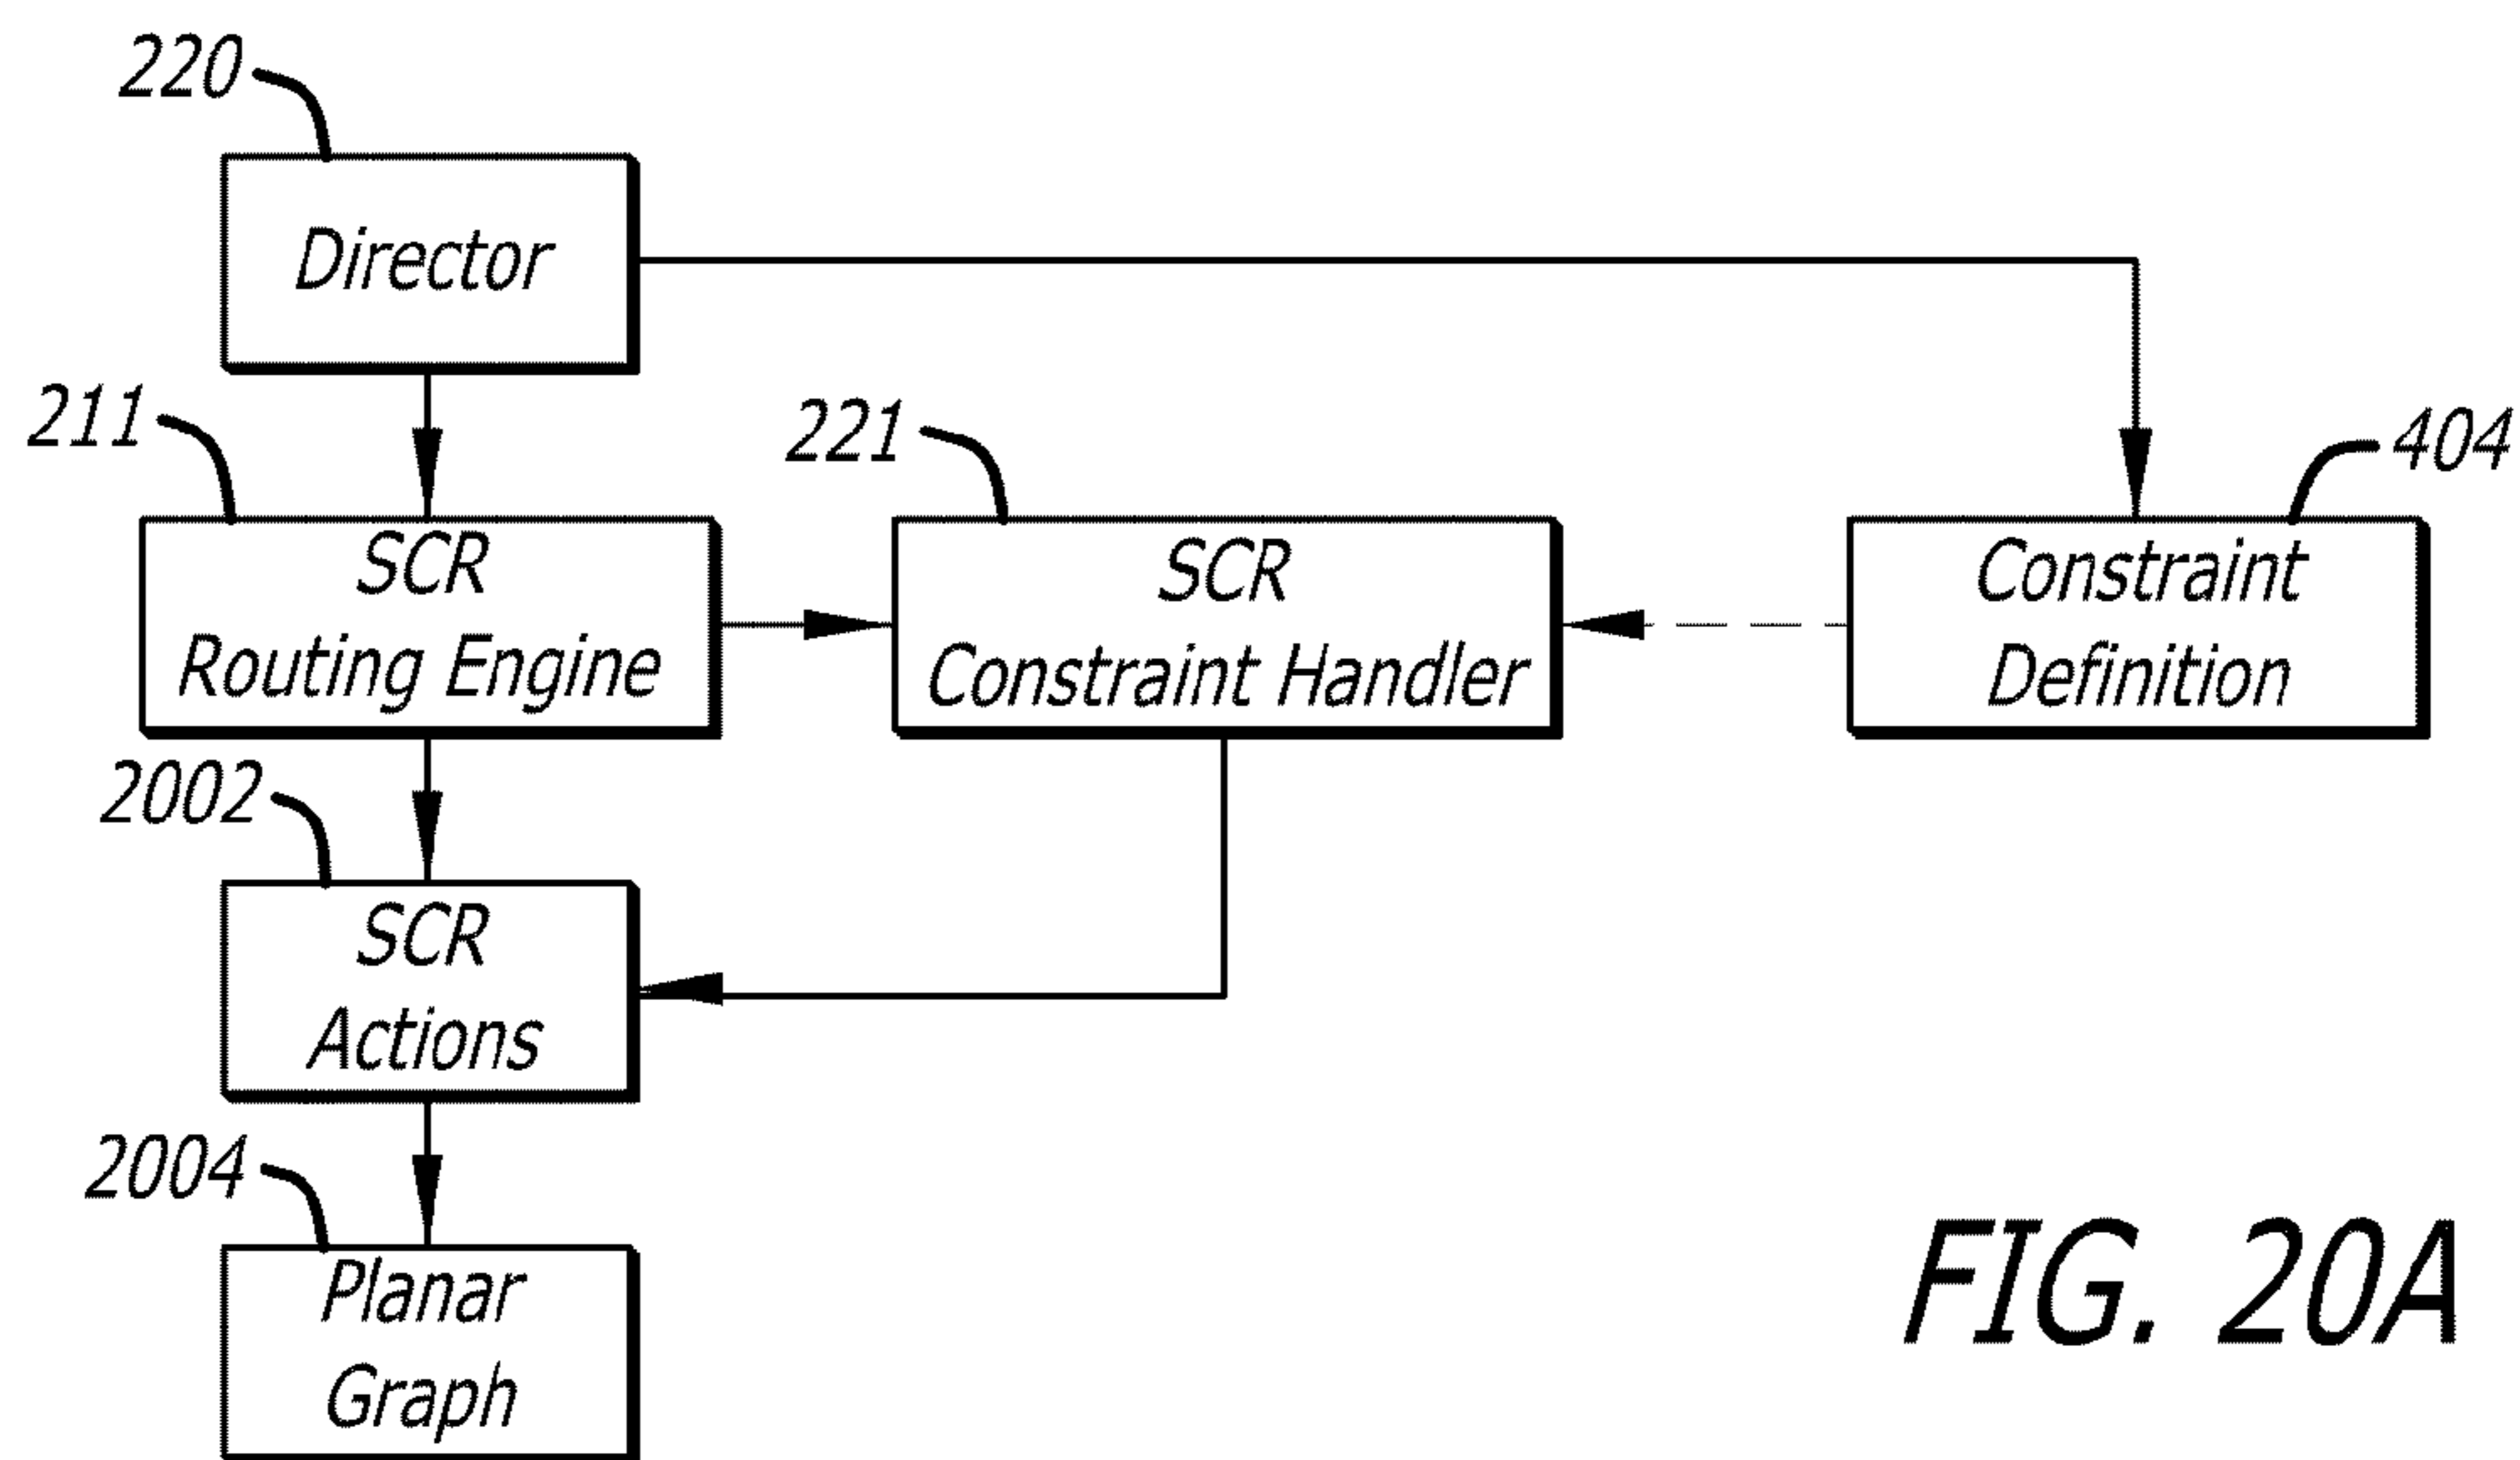 220
Director
211
SCR
Routing Engine
221
SCR
Constraint Handler
404
Constraint
Definition
2002
SCR
Actions
2004
Planar
Graph
FIG. 20A